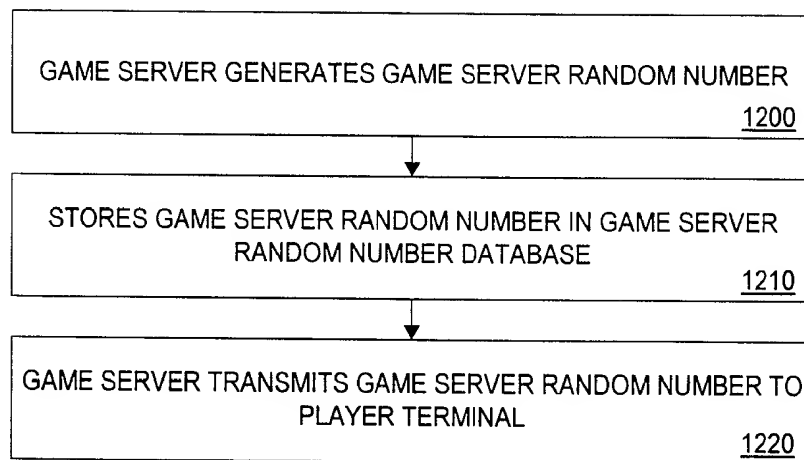 GAME SERVER GENERATES GAME SERVER RANDOM NUMBER
1200
STORES GAME SERVER RANDOM NUMBER IN GAME SERVER
RANDOM NUMBER DATABASE
1210
GAME SERVER TRANSMITS GAME SERVER RANDOM NUMBER TO
PLAYER TERMINAL
1220